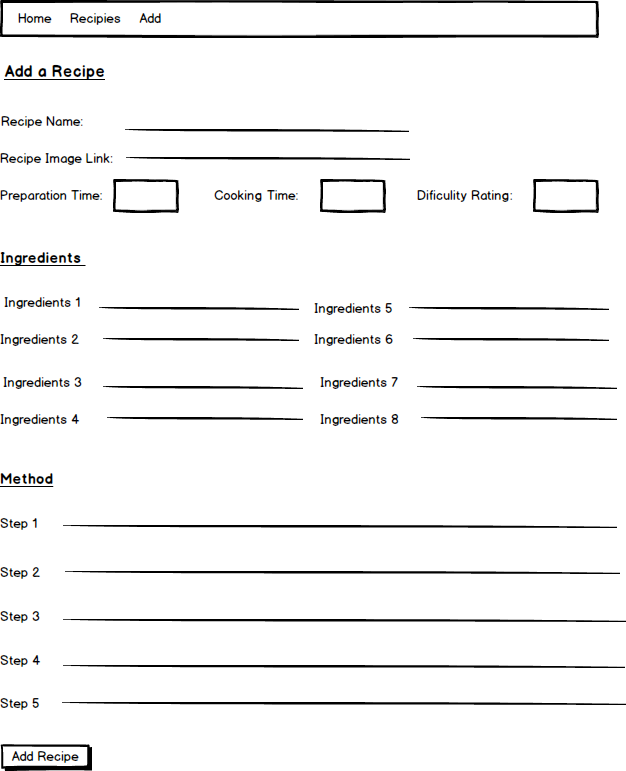 Home Recipies Add
Add a Recipe
Recipe Name:
Recipe Image Link:
Preparation Time: Cooking Time: Dificulity Rating:
Ingredients
Ingredients 1 Ingredients 5
Ingredients 2 Ingredients 6
Ingredients 3 Ingredients 7
Ingredients 4 Ingredients 8
Method
Step 1
Step 2
Step 3
Step 4
Step 5
Add Recipe